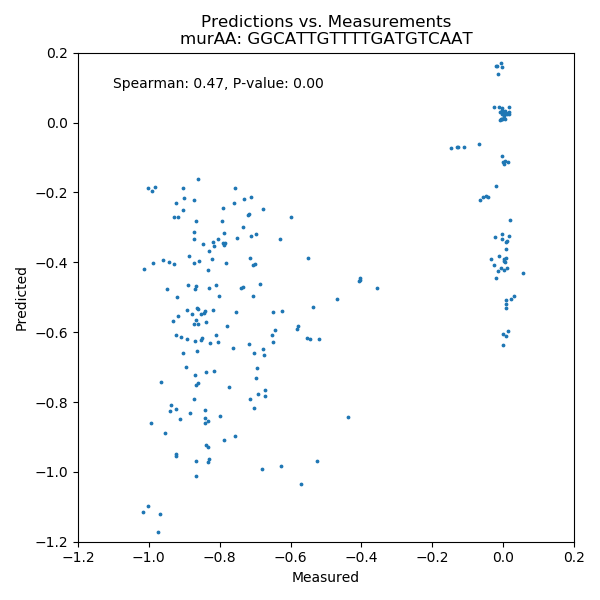 Predictions vs. Measurements
murAA: GGCATTGTTTTGATGTCAAT
Spearman: 0.47, P-value: 0.00
0.2
0.0
−0.2
−0.4
−0.6
−0.8
−1.0
−1.2
Predicted
−1.2 −1.0 −0.8 −0.6 −0.4 −0.2 0.0 0.2
Measured